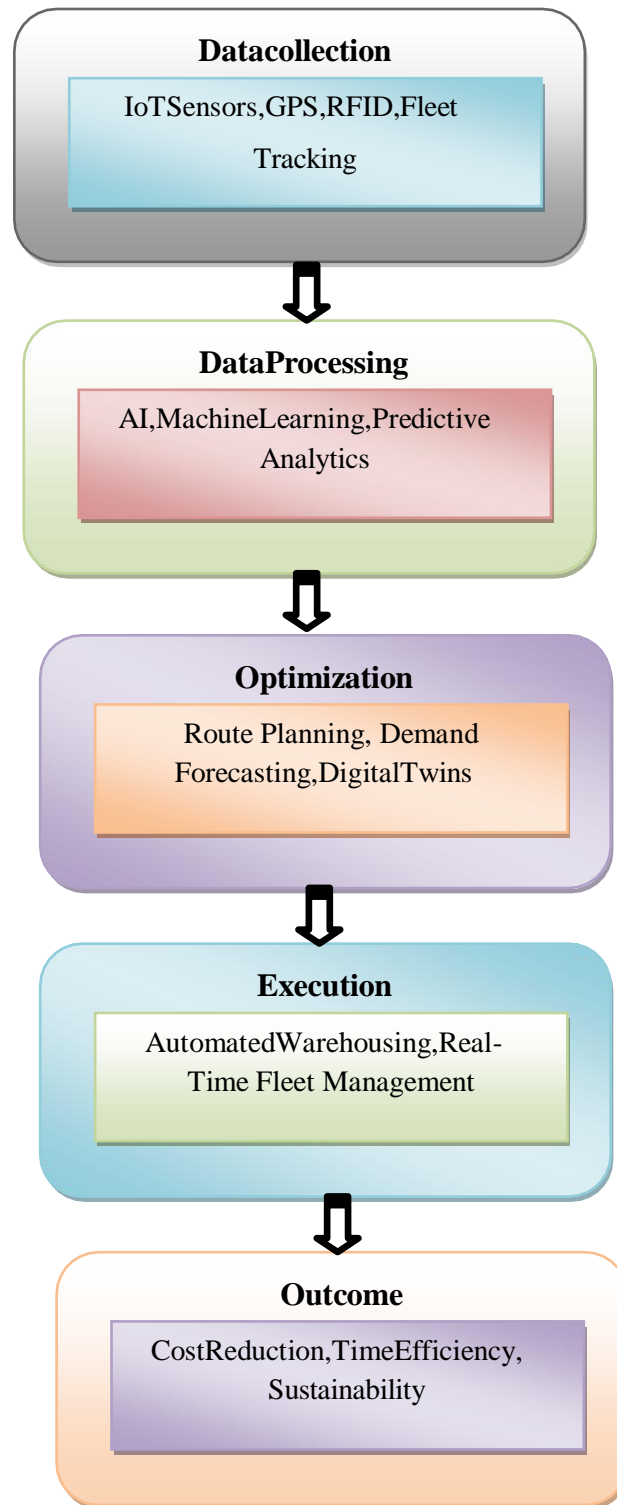 Datacollection
IoTSensors,GPS,RFID,Fleet
Tracking
DataProcessing
AI,MachineLearning,Predictive
Analytics
Optimization
Route Planning, Demand
Forecasting,DigitalTwins
Execution
AutomatedWarehousing,Real-
Time Fleet Management
Outcome
CostReduction,TimeEfficiency,
Sustainability